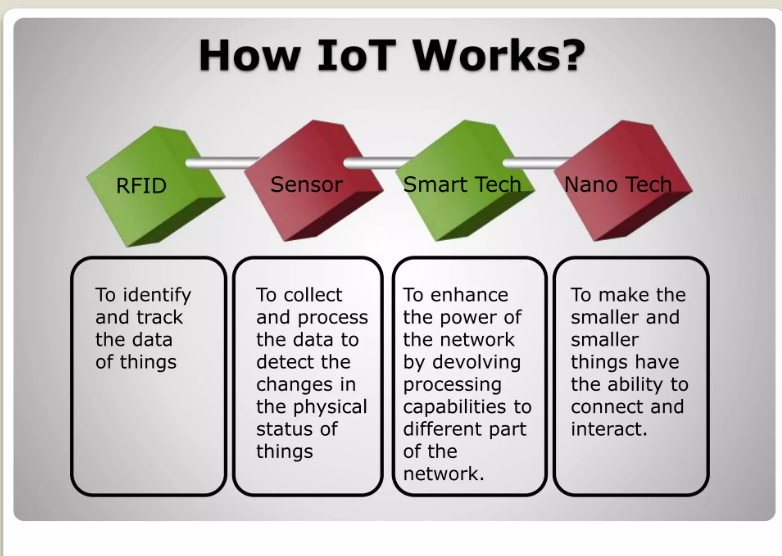 How IoT Works?
RFID
Sensor
Smart Tech
Nano Tech
To identify
and track
the data
of things
To collect
and process
the data to
detect the
changes in
the physical
status of
things
To enhance
the power of
the network
by devolving
processing
capabilities to
different part
of the
network.
To make the
smaller and
smaller
things have
the ability to
connect and
interact.